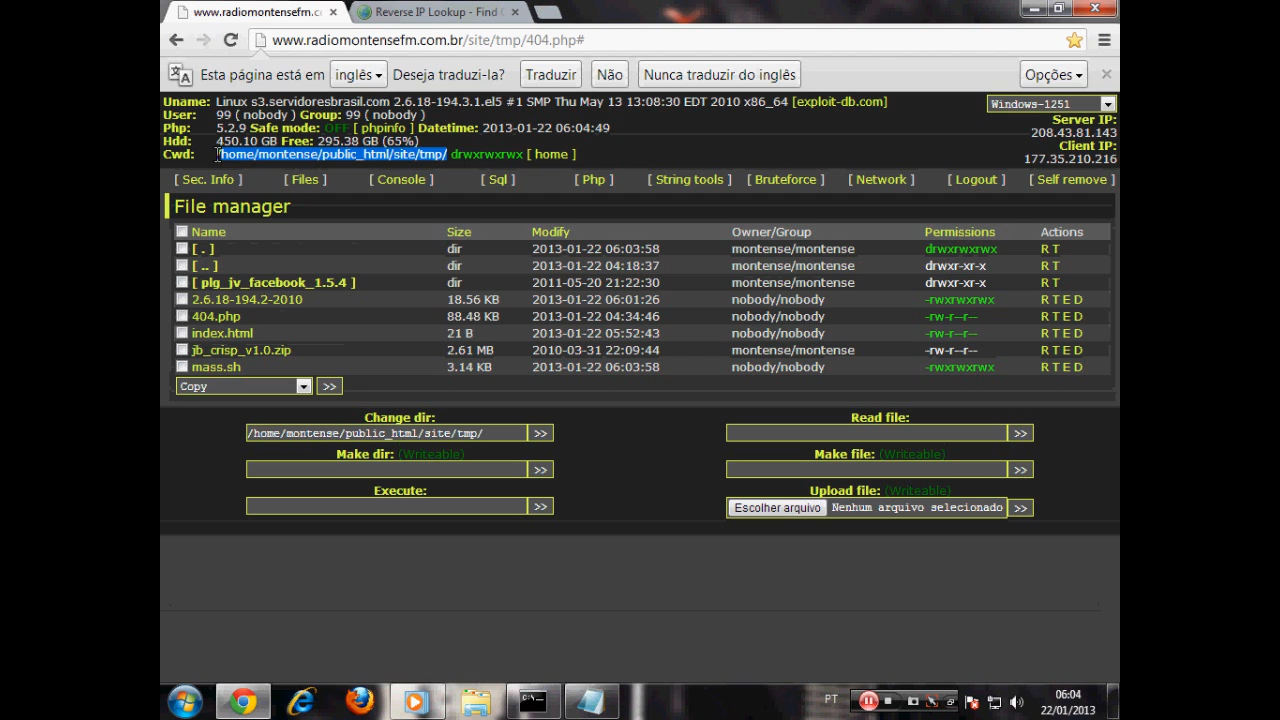 www.radiomontensefm.c
Reverse IP Lookup - Find
www.radiomontensefm.com.br/site/tmp/404.php#
Esta página está em inglês Deseja traduzi-la? Traduzir Não Nunca traduzir do inglês Opções
Uname: Linux s3.servidoresbrasil.com 2.6.18-194.3.1.el5 #1 SMP Thu May 13 13:08:30 EDT 2010 x86_64 [exploit-db.com] Windows-1251
User: 99 ( nobody ) Group: 99 ( nobody ) Server IP:
Php: 5.2.9 Safe mode: OFF [ phpinfo ] Datetime: 2013-01-22 06:04:49 208.43.81.143
Hdd: 450.10 GB Free: 295.38 GB (65%) Client IP:
Cwd: /home/montense/public_html/site/tmp/ drwxrwxrwx [ home ] 177.35.210.216
[ Sec. Info ] [ Files ] [ Console ] [ Sql ] [ Php ] [ String tools ] [ Bruteforce ] [ Network ] [ Logout ] [ Self remove ]
File manager
Name Size Modify Owner/Group Permissions Actions
[ . ] dir 2013-01-22 06:03:58 montense/montense drwxrwxrwx R T
[ .. ] dir 2013-01-22 04:18:37 montense/montense drwxr-xr-x R T
[ plg_jv_facebook_1.5.4 ] dir 2011-05-20 21:22:30 montense/montense drwxr-xr-x R T
2.6.18-194.2-2010 18.56 KB 2013-01-22 06:01:26 nobody/nobody -rwxrwxrwx R T E D
404.php 88.48 KB 2013-01-22 04:34:46 nobody/nobody -rw-r--r-- R T E D
index.html 21 B 2013-01-22 05:52:43 nobody/nobody -rw-r--r-- R T E D
jb_crisp_v1.0.zip 2.61 MB 2010-03-31 22:09:44 montense/montense -rw-r--r-- R T E D
mass.sh 3.14 KB 2013-01-22 06:03:58 nobody/nobody -rwxrwxrwx R T E D
Copy >>
Change dir: Read file:
/home/montense/public_html/site/tmp/ >> >>
Make dir: (Writeable) Make file: (Writeable)
>> >>
Execute: Upload file: (Writeable)
>> Escolher arquivo Nenhum arquivo selecionado >>
PT 06:04
22/01/2013